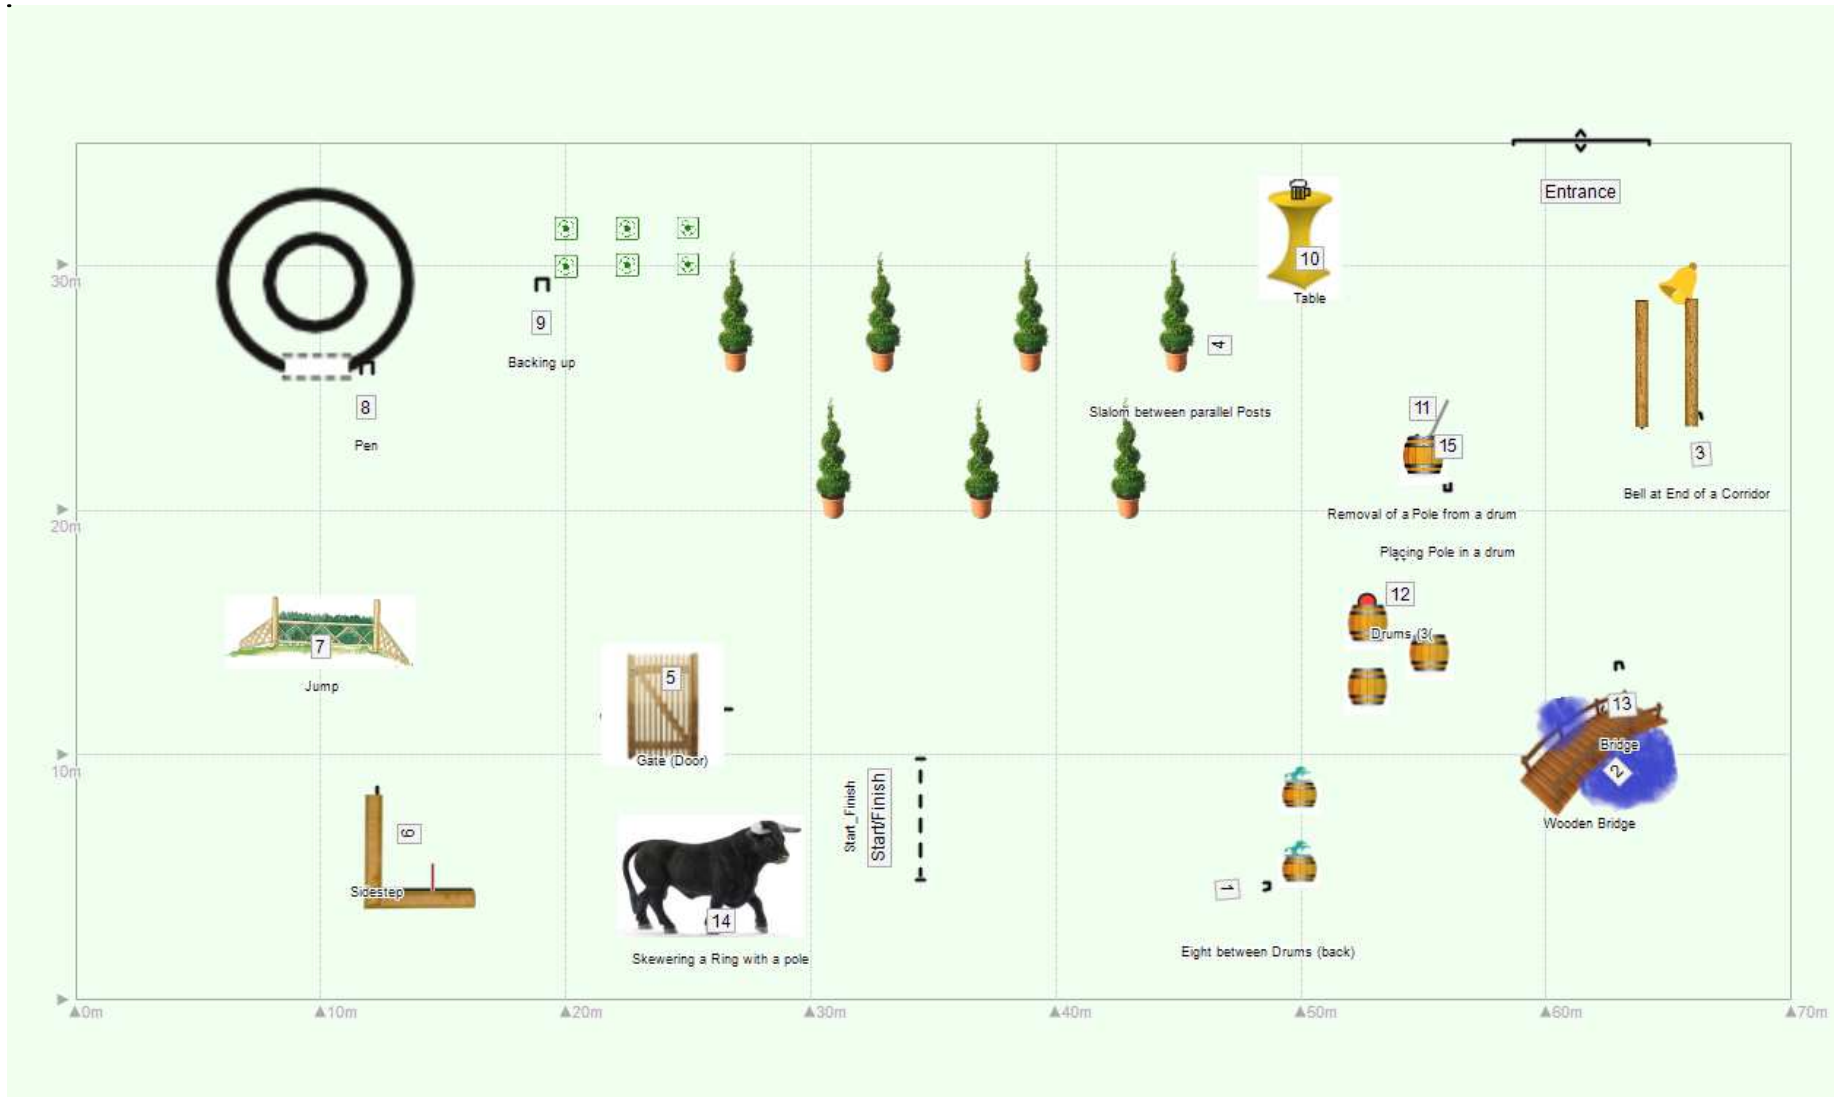 Entrance
10
Table
30m
9
Backing up
4
8
Pen
Slalom between parallel Posts
11
15
3
Bell at End of a Corridor
Removal of a Pole from a drum
20m
Placing Pole in a drum
12
Drums (3(
7
Jump
5
Gate (Door)
13
Bridge
2
Wooden Bridge
10m
Start_Finish
Start/Finish
6
Sidestep
1
14
Skewering a Ring with a pole
Eight between Drums (back)
0m
10m
20m
30m
40m
50m
60m
70m